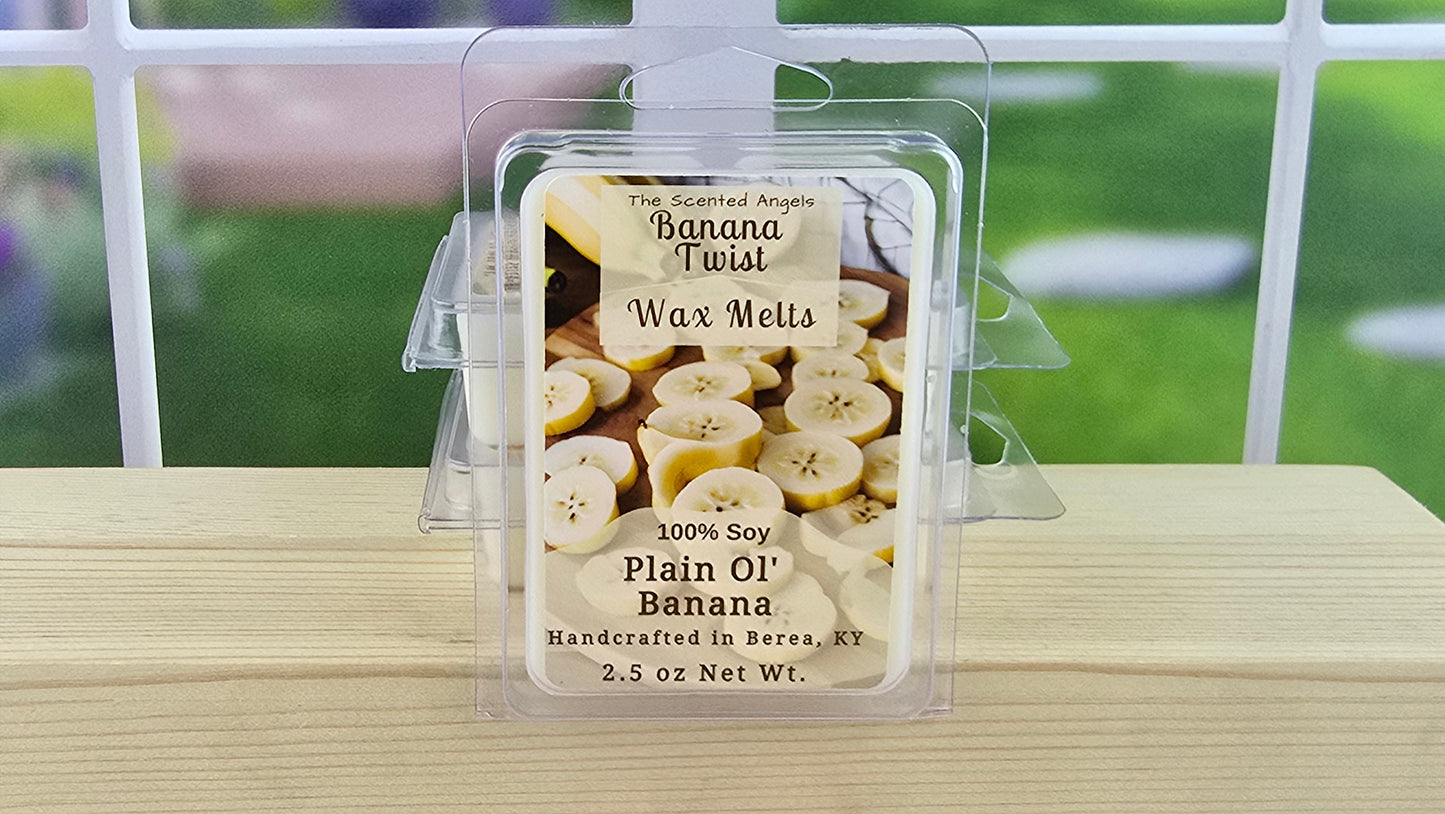 The Scented Angels
Banana
Twist
Wax Melts
100% Soy
Plain Ol'
Banana
Handcrafted in Berea, KY
2.5 oz Net Wt.